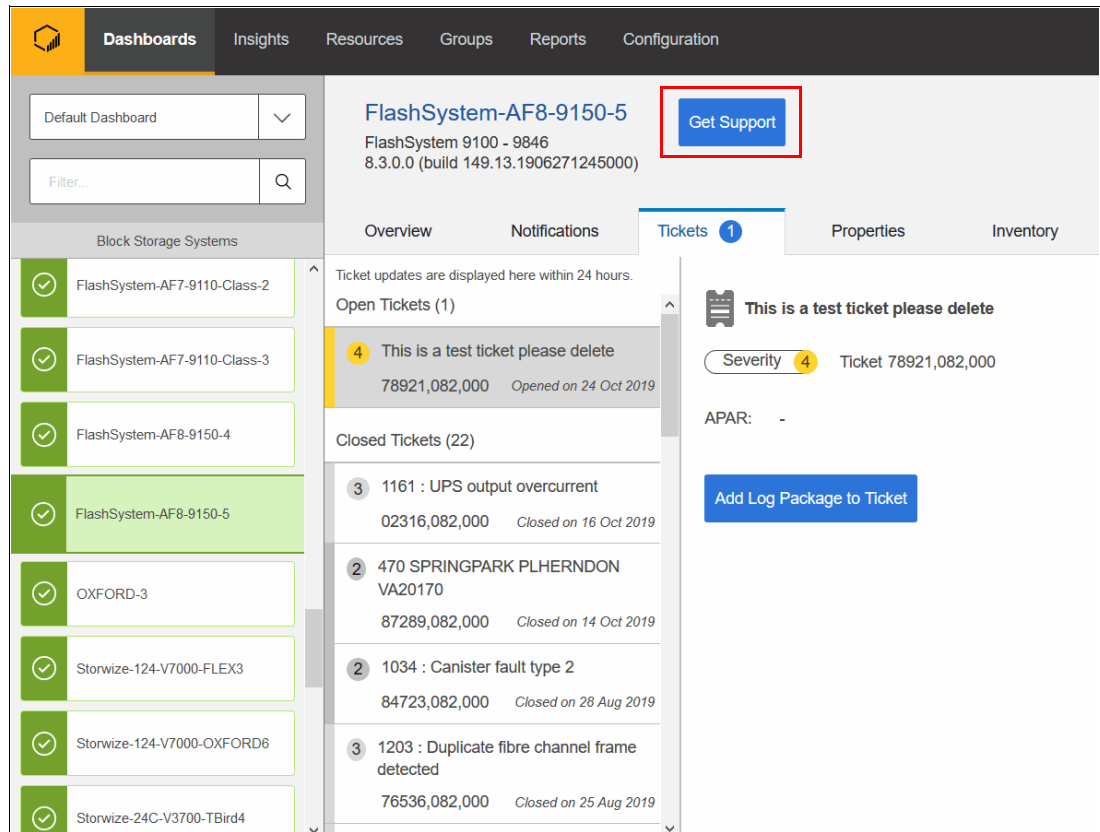 Dashboards Insights Resources Groups Reports Configuration
Default Dashboard
Filter...
Block Storage Systems
FlashSystem-AF7-9110-Class-2
FlashSystem-AF7-9110-Class-3
FlashSystem-AF8-9150-4
FlashSystem-AF8-9150-5
OXFORD-3
Storwize-124-V7000-FLEX3
Storwize-124-V7000-OXFORD6
Storwize-24C-V3700-TBird4
FlashSystem-AF8-9150-5
FlashSystem 9100 - 9846
8.3.0.0 (build 149.13.1906271245000)
Get Support
Overview Notifications Tickets 1 Properties Inventory
Ticket updates are displayed here within 24 hours.
Open Tickets (1)
4 This is a test ticket please delete
78921,082,000 Opened on 24 Oct 2019
Closed Tickets (22)
3 1161 : UPS output overcurrent
02316,082,000 Closed on 16 Oct 2019
2 470 SPRINGPARK PLHERNDON
VA20170
87289,082,000 Closed on 14 Oct 2019
2 1034 : Canister fault type 2
84723,082,000 Closed on 28 Aug 2019
3 1203 : Duplicate fibre channel frame
detected
76536,082,000 Closed on 25 Aug 2019
This is a test ticket please delete
Severity 4 Ticket 78921,082,000
APAR: -
Add Log Package to Ticket